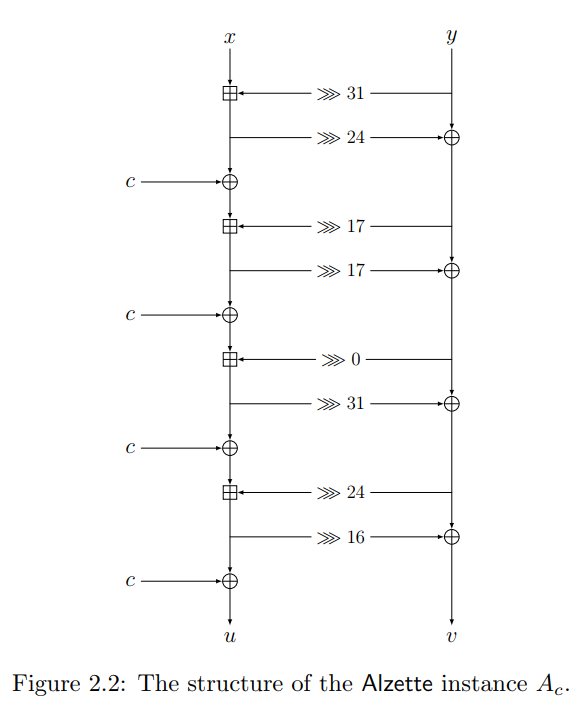 x y
⋙ 31
⋙ 24
c
⋙ 17
⋙ 17
c
⋙ 0
⋙ 31
c
⋙ 24
⋙ 16
c
u v
Figure 2.2: The structure of the Alzette instance A_c.